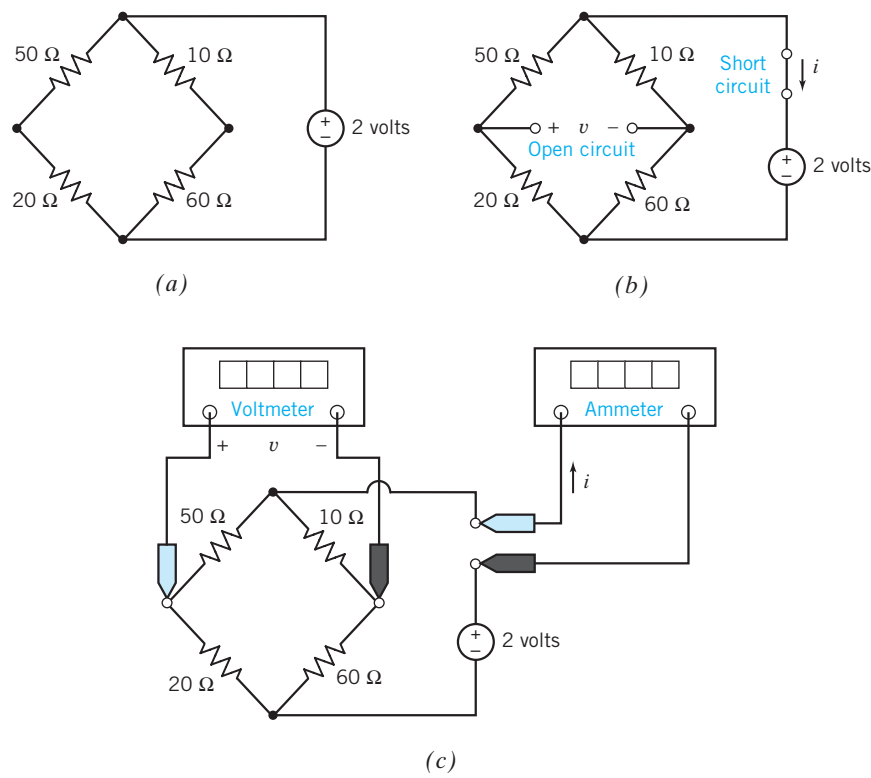 50 Ω 10 Ω
+
− 2 volts
20 Ω 60 Ω
(a)
50 Ω 10 Ω Short
circuit i
+ v −
Open circuit
+
− 2 volts
20 Ω 60 Ω
(b)
Voltmeter
+ v −
Ammeter
i
50 Ω 10 Ω
+
− 2 volts
20 Ω 60 Ω
(c)